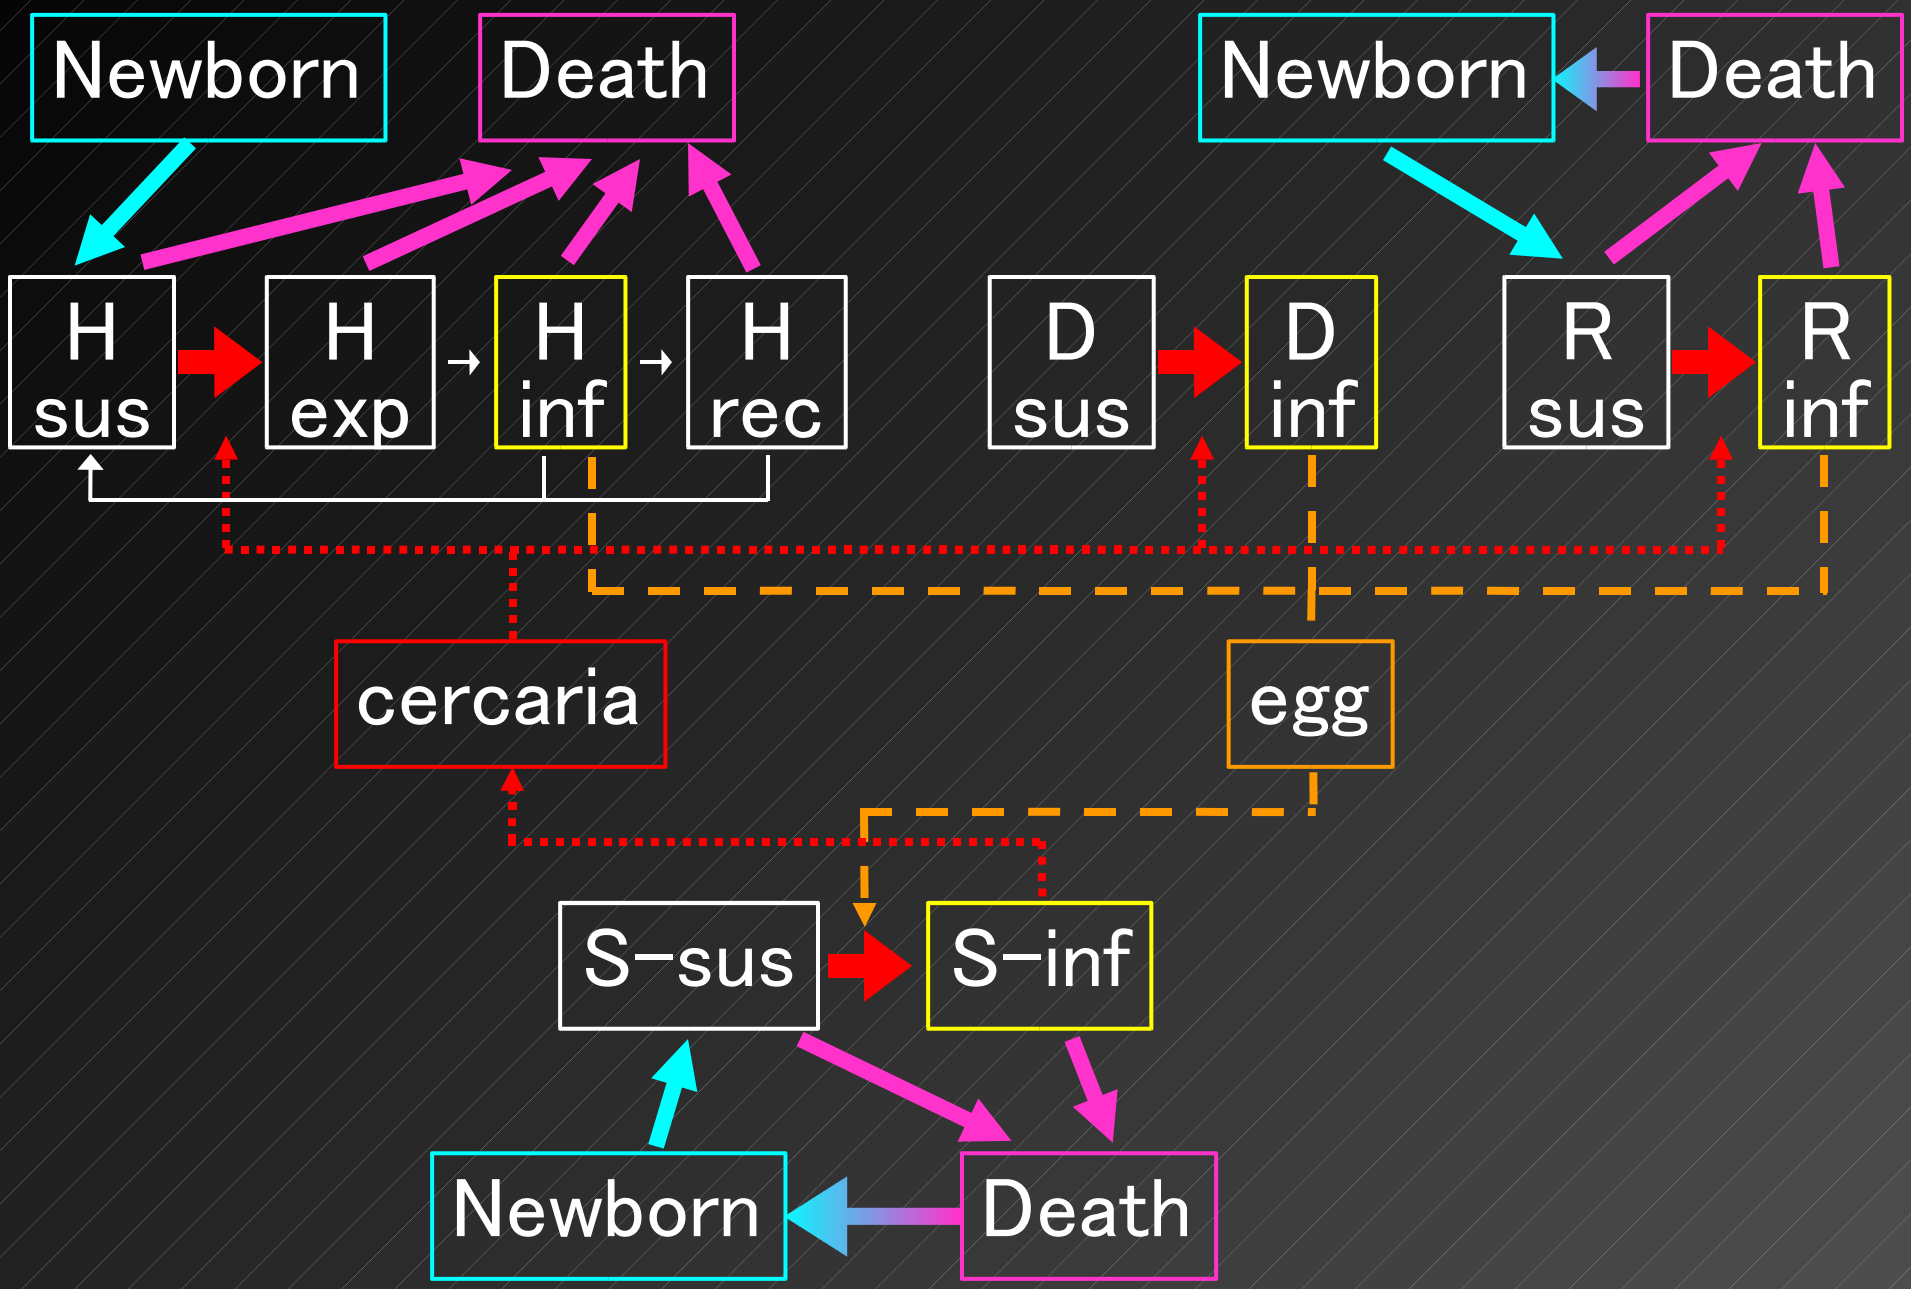 Newborn
Death
Newborn
Death
H
sus
H
exp
H
inf
H
rec
D
sus
D
inf
R
sus
R
inf
cercaria
egg
S-sus
S-inf
Newborn
Death